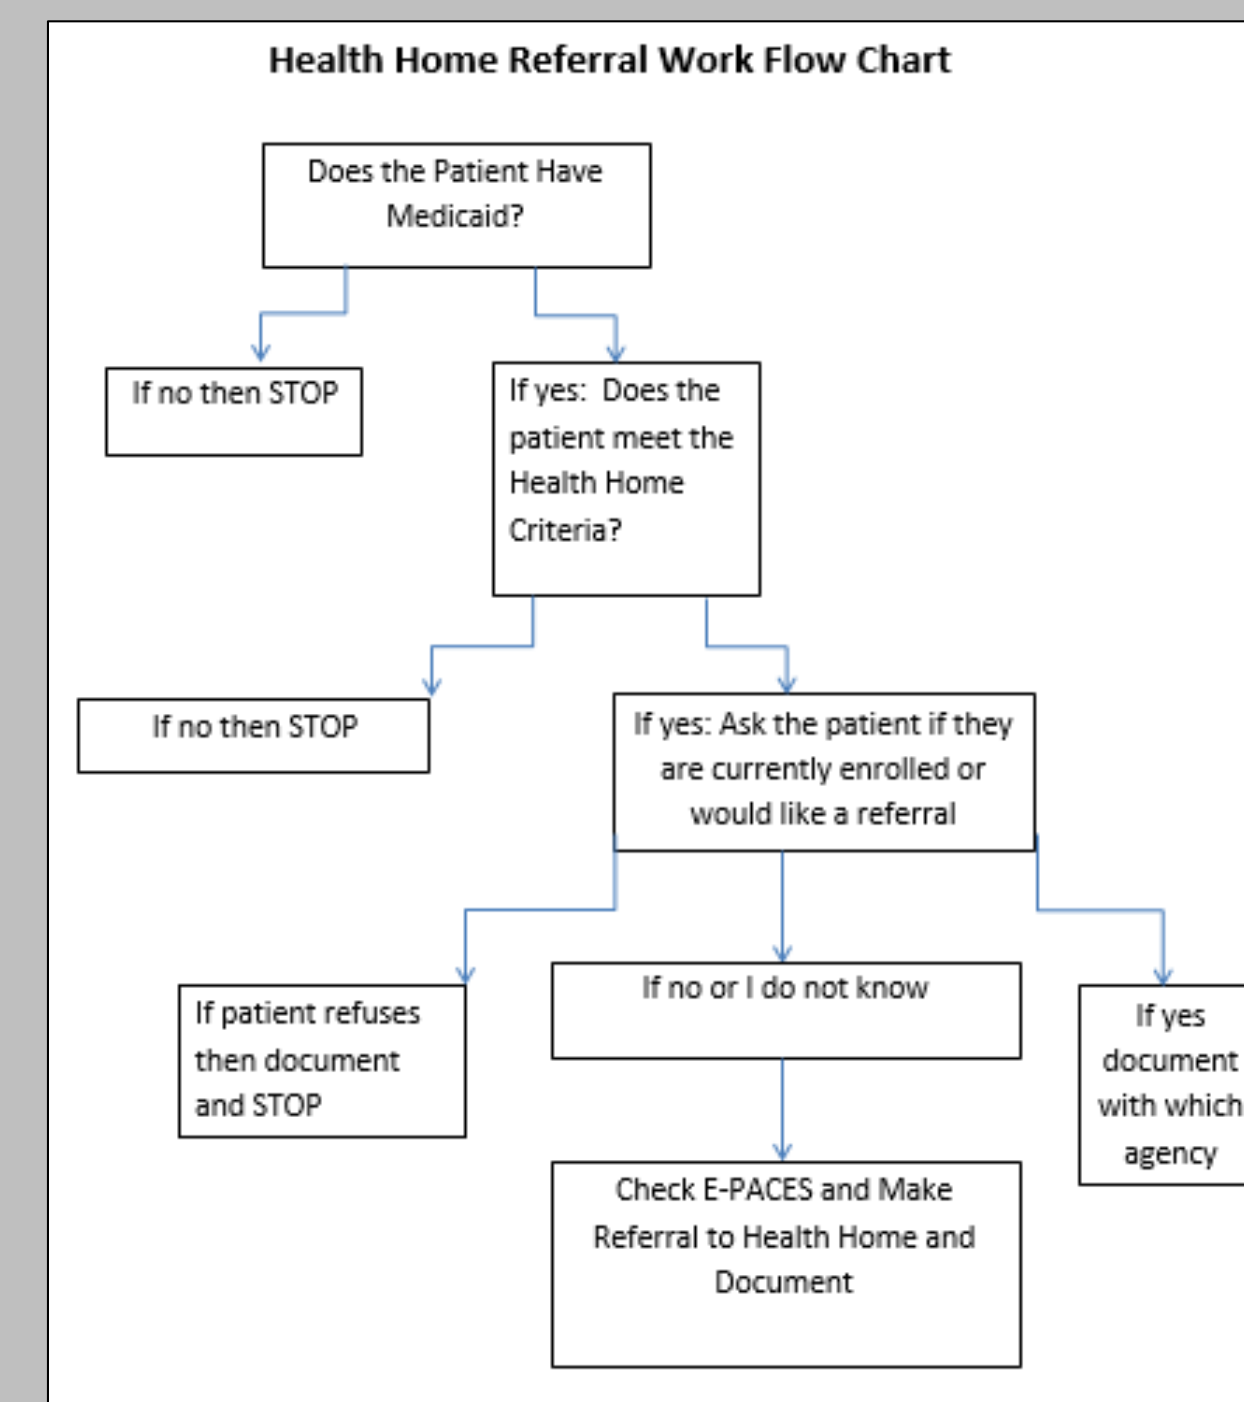 Health Home Referral Work Flow Chart
Does the Patient Have
Medicaid?
If no then STOP
If yes:  Does the
patient meet the
Health Home
Criteria?
If no then STOP
If yes: Ask the patient if they
are currently enrolled or
would like a referral
If patient refuses
then document
and STOP
If no or I do not know
If yes
document
with which
agency
Check E-PACES and Make
Referral to Health Home and
Document